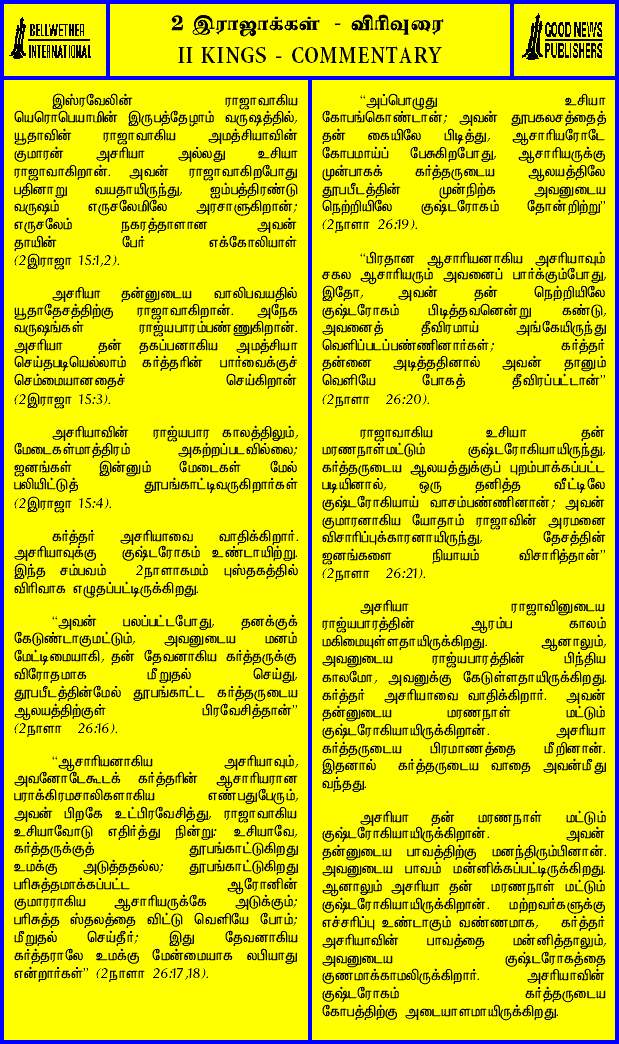 BELLWETHER
INTERNATIONAL
2 இராஜாக்கள் - விரிவுரை
II KINGS - COMMENTARY
GOOD NEWS
PUBLISHERS
இஸ்ரவேலின் ராஜாவாகிய
யெரொபெயாமின் இருபத்தேழாம் வருஷத்தில்,
யூதாவின் ராஜாவாகிய அமத்சியாவின்
குமாரன் அசரியா அல்லது உசியா
ராஜாவாகிறான். அவன் ராஜாவாகிறபோது
பதினாறு வயதாயிருந்து, ஐம்பத்திரண்டு
வருஷம் எருசலேமிலே அரசாளுகிறான்;
எருசலேம் நகரத்தாளான அவன்
தாயின் பேர் எக்கோலியாள்
(2இராஜா 15:1,2).
அசரியா தன்னுடைய வாலிபவயதில்
யூதாதேசத்திற்கு ராஜாவாகிறான். அநேக
வருஷங்கள் ராஜ்யபாரம்பண்ணுகிறான்.
அசரியா தன் தகப்பனாகிய அமத்சியா
செய்தபடியெல்லாம் கர்த்தரின் பார்வைக்குச்
செம்மையானதைச் செய்கிறான்
(2இராஜா 15:3).
அசரியாவின் ராஜ்யபார காலத்திலும்,
மேடைகள்மாத்திரம் அகற்றப்படவில்லை;
ஜனங்கள் இன்னும் மேடைகள் மேல்
பலியிட்டுத் தூபங்காட்டிவருகிறார்கள்
(2இராஜா 15:4).
கர்த்தர் அசரியாவை வாதிக்கிறார்.
அசரியாவுக்கு குஷ்டரோகம் உண்டாயிற்று.
இந்த சம்பவம் 2நாளாகமம் புஸ்தகத்தில்
விரிவாக எழுதப்பட்டிருக்கிறது.
“அவன் பலப்பட்டபோது, தனக்குக்
கேடுண்டாகுமட்டும், அவனுடைய மனம்
மேட்டிமையாகி, தன் தேவனாகிய கர்த்தருக்கு
விரோதமாக மீறுதல் செய்து,
தூபபீடத்தின்மேல் தூபங்காட்ட கர்த்தருடைய
ஆலயத்திற்குள் பிரவேசித்தான்”
(2நாளா 26:16).
“ஆசாரியனாகிய அசரியாவும்,
அவனோடேகூடக் கர்த்தரின் ஆசாரியரான
பராக்கிரமசாலிகளாகிய எண்பதுபேரும்,
அவன் பிறகே உட்பிரவேசித்து, ராஜாவாகிய
உசியாவோடு எதிர்த்து நின்று: உசியாவே,
கர்த்தருக்குத் தூபங்காட்டுகிறது
உமக்கு அடுத்ததல்ல; தூபங்காட்டுகிறது
பரிசுத்தமாக்கப்பட்ட ஆரோனின்
குமாரராகிய ஆசாரியருக்கே அடுக்கும்;
பரிசுத்த ஸ்தலத்தை விட்டு வெளியே போம்;
மீறுதல் செய்தீர்; இது தேவனாகிய
கர்த்தராலே உமக்கு மேன்மையாக லபியாது
என்றார்கள்” (2நாளா 26:17,18).
“அப்பொழுது உசியா
கோபங்கொண்டான்; அவன் தூபகலசத்தைத்
தன் கையிலே பிடித்து, ஆசாரியரோடே
கோபமாய்ப் பேசுகிறபோது, ஆசாரியருக்கு
முன்பாகக் கர்த்தருடைய ஆலயத்திலே
தூபபீடத்தின் முன்நிற்க அவனுடைய
நெற்றியிலே குஷ்டரோகம் தோன்றிற்று”
(2நாளா 26:19).
“பிரதான ஆசாரியனாகிய அசரியாவும்
சகல ஆசாரியரும் அவனைப் பார்க்கும்போது,
இதோ, அவன் தன் நெற்றியிலே
குஷ்டரோகம் பிடித்தவனென்று கண்டு,
அவனைத் தீவிரமாய் அங்கேயிருந்து
வெளிப்படப்பண்ணினார்கள்; கர்த்தர்
தன்னை அடித்ததினால் அவன் தானும்
வெளியே போகத் தீவிரப்பட்டான்”
(2நாளா 26:20).
ராஜாவாகிய உசியா தன்
மரணநாள்மட்டும் குஷ்டரோகியாயிருந்து,
கர்த்தருடைய ஆலயத்துக்குப் புறம்பாக்கப்பட்ட
படியினால், ஒரு தனித்த வீட்டிலே
குஷ்டரோகியாய் வாசம்பண்ணினான்; அவன்
குமாரனாகிய யோதாம் ராஜாவின் அரமனை
விசாரிப்புக்காரனாயிருந்து, தேசத்தின்
ஜனங்களை நியாயம் விசாரித்தான்”
(2நாளா 26:21).
அசரியா ராஜாவினுடைய
ராஜ்யபாரத்தின் ஆரம்ப காலம்
மகிமையுள்ளதாயிருக்கிறது. ஆனாலும்,
அவனுடைய ராஜ்யபாரத்தின் பிந்திய
காலமோ, அவனுக்கு கேடுள்ளதாயிருக்கிறது.
கர்த்தர் அசரியாவை வாதிக்கிறார். அவன்
தன்னுடைய மரணநாள் மட்டும்
குஷ்டரோகியாயிருக்கிறான். அசரியா
கர்த்தருடைய பிரமாணத்தை மீறினான்.
இதனால் கர்த்தருடைய வாதை அவன்மீது
வந்தது.
அசரியா தன் மரணநாள் மட்டும்
குஷ்டரோகியாயிருக்கிறான். அவன்
தன்னுடைய பாவத்திற்கு மனந்திரும்பினான்.
அவனுடைய பாவம் மன்னிக்கப்பட்டிருக்கிறது.
ஆனாலும் அசரியா தன் மரணநாள் மட்டும்
குஷ்டரோகியாயிருக்கிறான். மற்றவர்களுக்கு
எச்சரிப்பு உண்டாகும் வண்ணமாக, கர்த்தர்
அசரியாவின் பாவத்தை மன்னித்தாலும்,
அவனுடைய குஷ்டரோகத்தை
குணமாக்காமலிருக்கிறார். அசரியாவின்
குஷ்டரோகம் கர்த்தருடைய
கோபத்திற்கு அடையாளமாயிருக்கிறது.